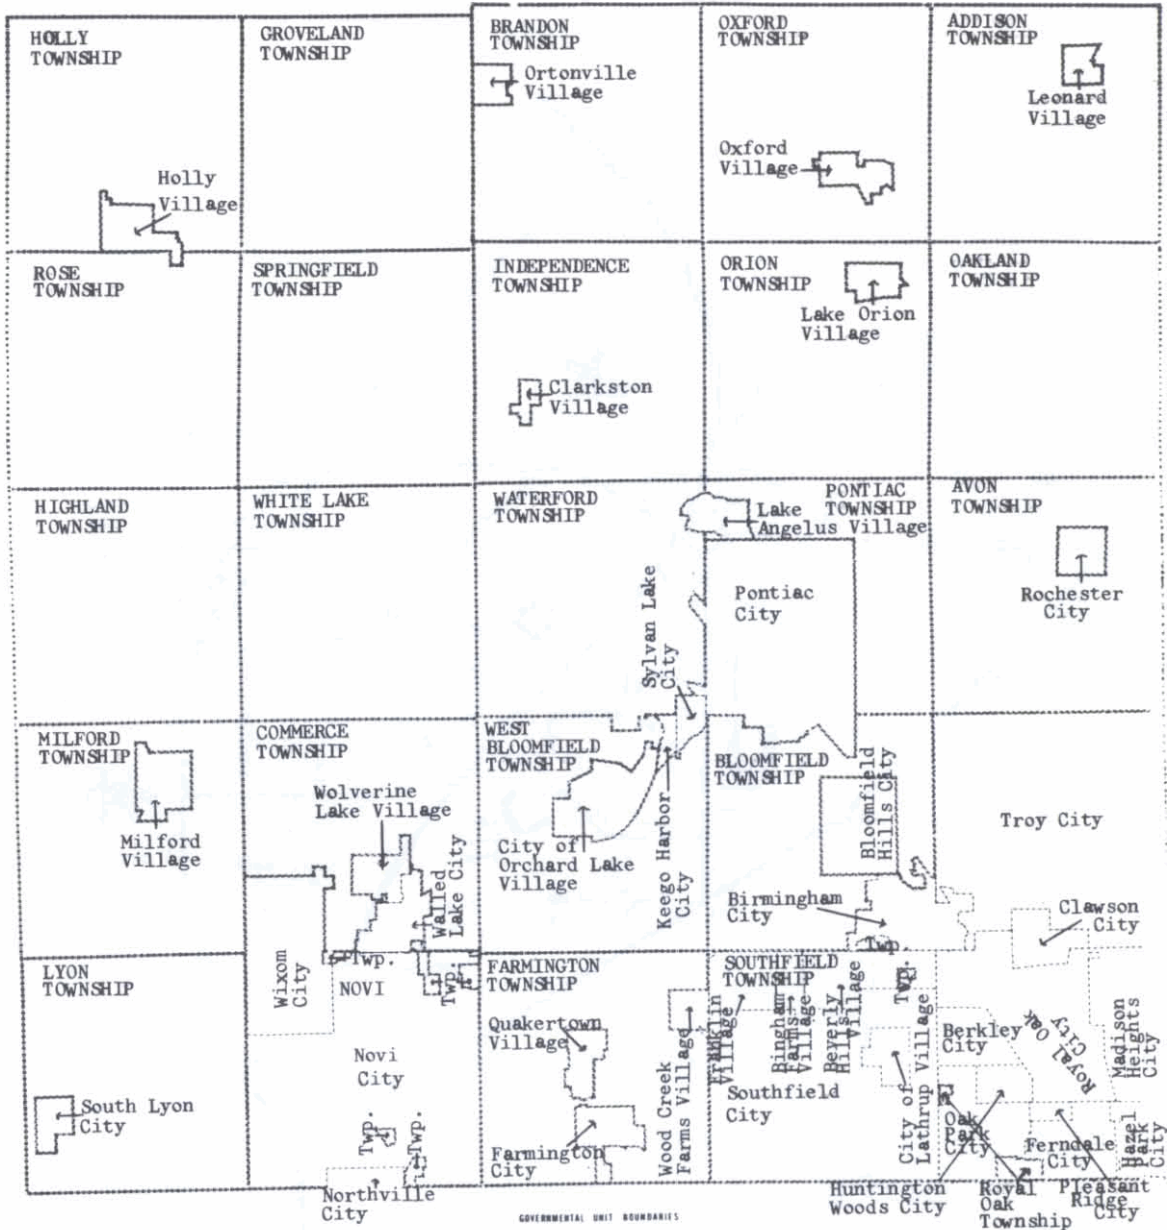 HOLLY
TOWNSHIP
GROVELAND
TOWNSHIP
BRANDON
TOWNSHIP
OXFORD
TOWNSHIP
ADDISON
TOWNSHIP
Ortonville
Village
Leonard
Village
Oxford
Village
Holly
Village
ROSE
TOWNSHIP
SPRINGFIELD
TOWNSHIP
INDEPENDENCE
TOWNSHIP
ORION
TOWNSHIP
OAKLAND
TOWNSHIP
Lake Orion
Village
Clarkston
Village
HIGHLAND
TOWNSHIP
WHITE LAKE
TOWNSHIP
WATERFORD
TOWNSHIP
PONTIAC
TOWNSHIP
AVON
TOWNSHIP
Lake
Angelus Village
Pontiac
City
Rochester
City
Sylvan Lake
City
MILFORD
TOWNSHIP
COMMERCE
TOWNSHIP
WEST
BLOOMFIELD
TOWNSHIP
BLOOMFIELD
TOWNSHIP
Bloomfield
Hills City
Troy City
Wolverine
Lake Village
Milford
Village
City of
Orchard Lake
Village
Keego Harbor
City
Walled
Lake City
Birmingham
City
Clawson
City
Twp.
Twp.
LYON
TOWNSHIP
Wixom
City
NOVI
Twp.
FARMINGTON
TOWNSHIP
SOUTHFIELD
TOWNSHIP
Twp.
Quakertown
Village
Wood Creek
Farms Village
Franklin
Village
Bingham
Farms
Village
Beverly
Hills
Village
Berkley
City
Royal Oak
City
Madison
Heights
City
Novi
City
Southfield
City
City of
Lathrup Village
South Lyon
City
Twp.
Twp.
Farmington
City
Oak
Park
City
Ferndale
City
Hazel
Park
City
Northville
City
Huntington
Woods City
Royal
Oak
Township
Pleasant
Ridge
City
GOVERNMENTAL UNIT BOUNDARIES